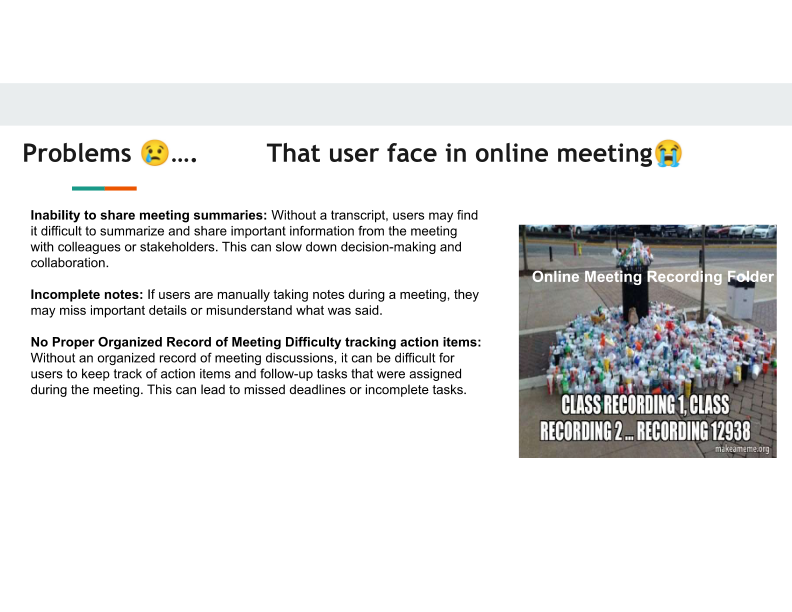 Problems 😢…. That user face in online meeting😭
Inability to share meeting summaries: Without a transcript, users may find
it difficult to summarize and share important information from the meeting
with colleagues or stakeholders. This can slow down decision-making and
collaboration.
Incomplete notes: If users are manually taking notes during a meeting, they
may miss important details or misunderstand what was said.
No Proper Organized Record of Meeting Difficulty tracking action items:
Without an organized record of meeting discussions, it can be difficult for
users to keep track of action items and follow-up tasks that were assigned
during the meeting. This can lead to missed deadlines or incomplete tasks.
Online Meeting Recording Folder
CLASS RECORDING 1, CLASS
RECORDING 2 ... RECORDING 12938
makeameme.org